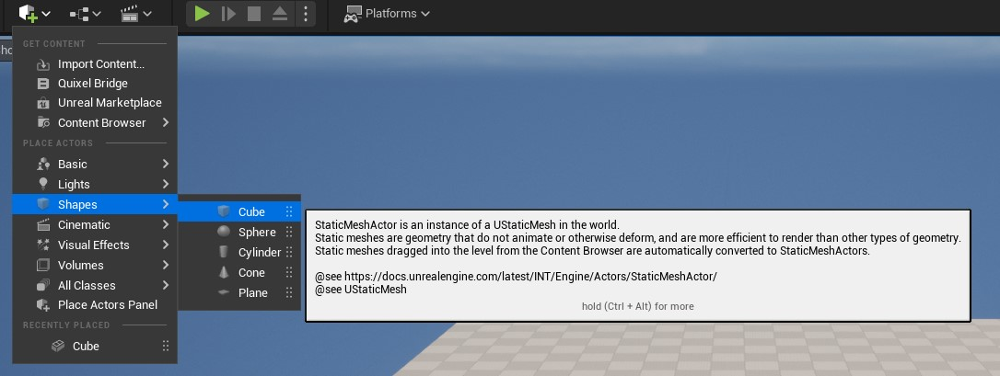 Platforms
ho
GET CONTENT
Import Content...
Quixel Bridge
Unreal Marketplace
Content Browser
PLACE ACTORS
Basic
Lights
Shapes
Cinematic
Visual Effects
Volumes
All Classes
Place Actors Panel
RECENTLY PLACED
Cube
Cube
Sphere
Cylinder
Cone
Plane
StaticMeshActor is an instance of a UStaticMesh in the world.
Static meshes are geometry that do not animate or otherwise deform, and are more efficient to render than other types of geometry.
Static meshes dragged into the level from the Content Browser are automatically converted to StaticMeshActors.
@see https://docs.unrealengine.com/latest/INT/Engine/Actors/StaticMeshActor/
@see UStaticMesh
hold (Ctrl + Alt) for more